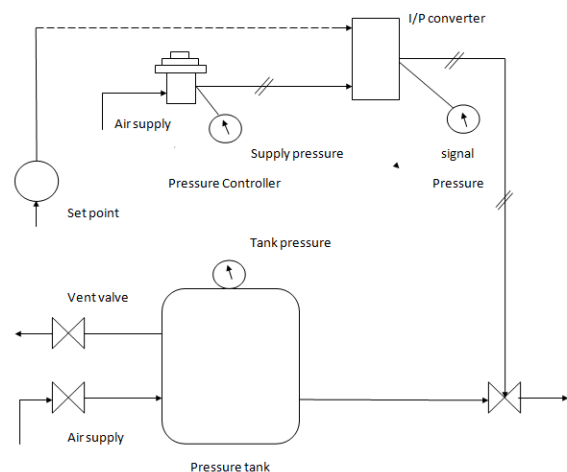 I/P converter
Air supply
Supply pressure
signal
Pressure Controller
Pressure
Set point
Tank pressure
Vent valve
Air supply
Pressure tank